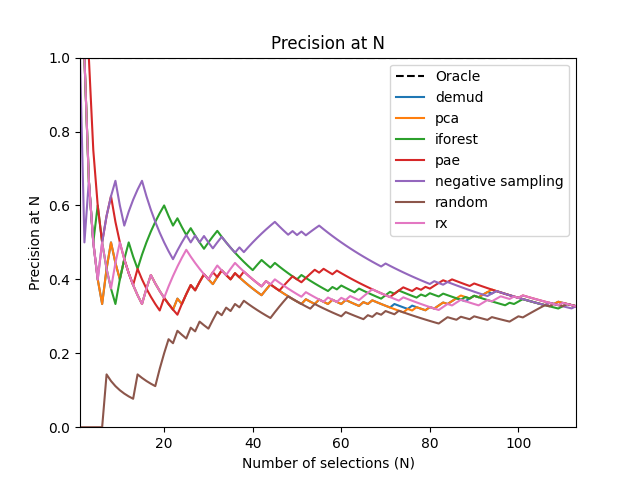 Precision at N
1.0
0.8
0.6
0.4
0.2
0.0
Precision at N
Oracle
demud
pca
iforest
pae
negative sampling
random
rx
20 40 60 80 100
Number of selections (N)